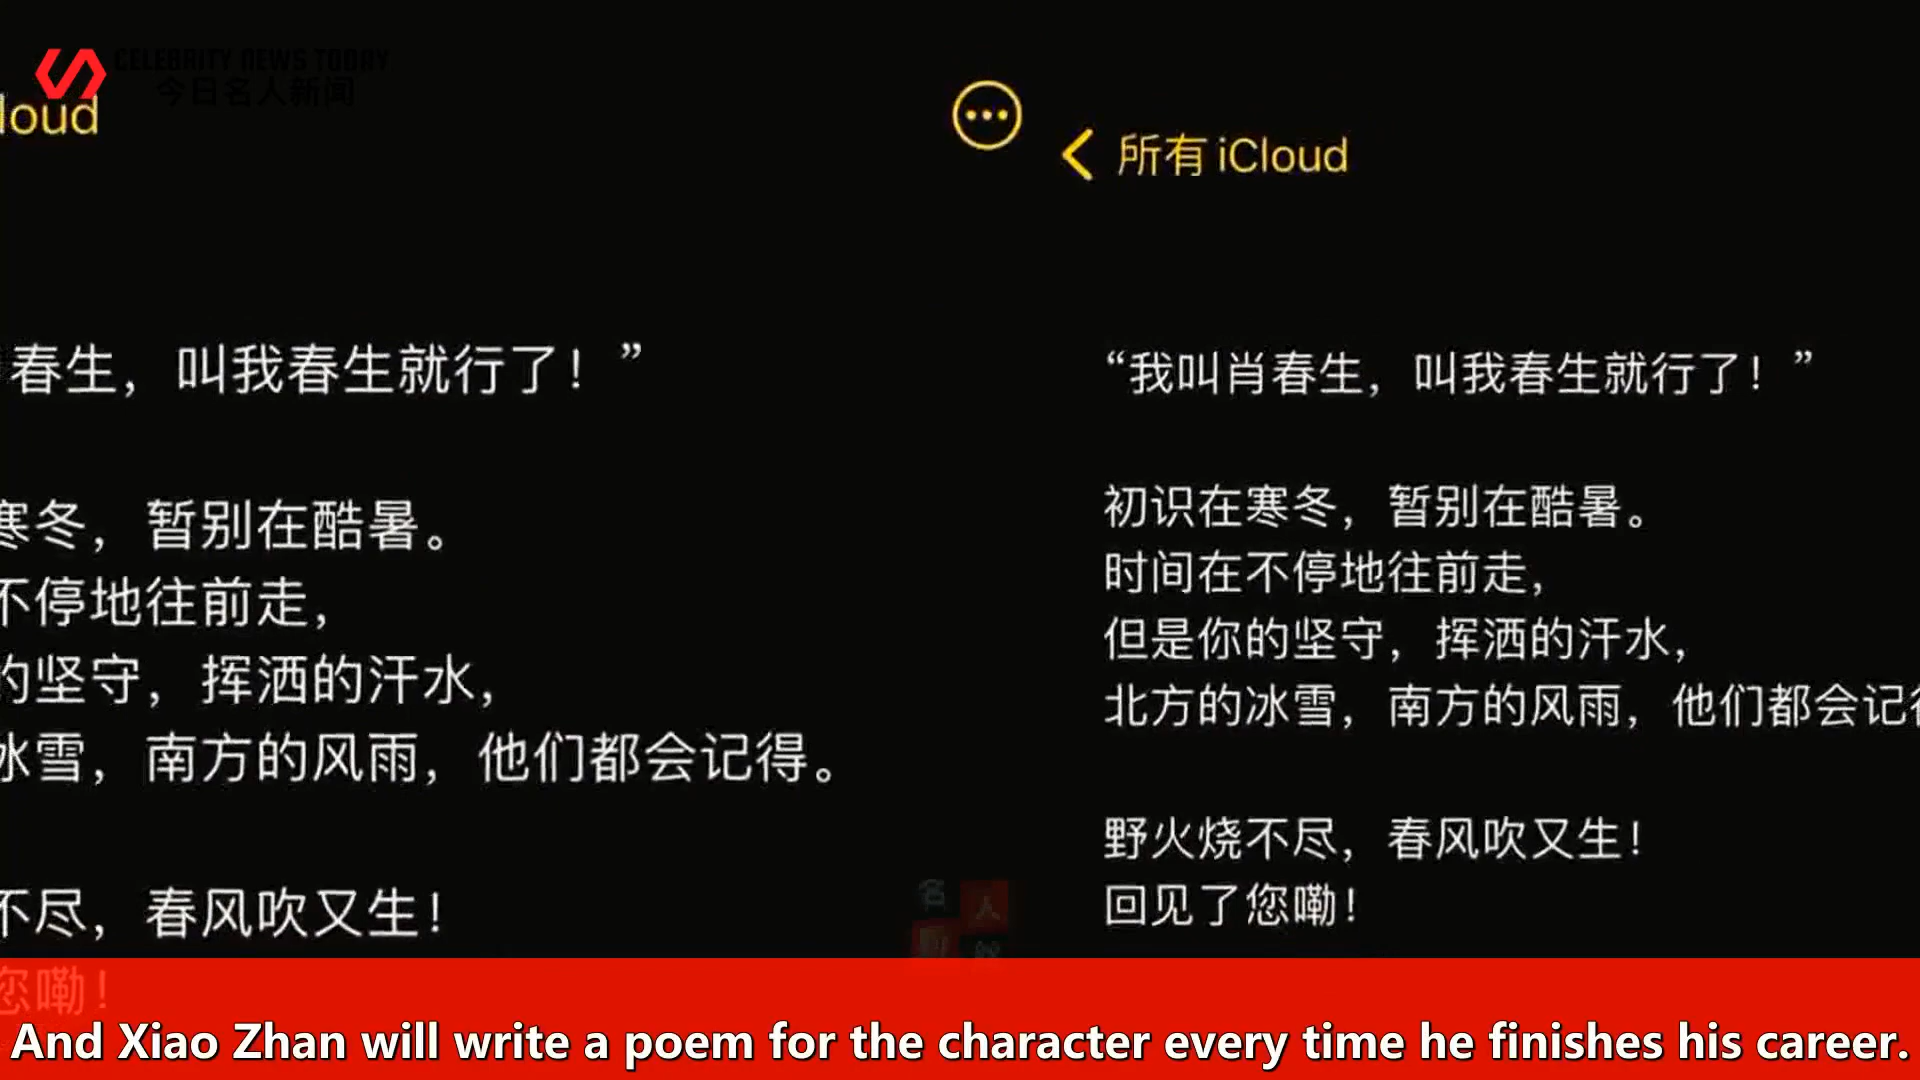 CELEBRITY NEWS TODAY
今日名人新闻
loud
春生，叫我春生就行了！”
寒冬，暂别在酷暑。
不停地往前走，
的坚守，挥洒的汗水，
冰雪，南方的风雨，他们都会记得。
不尽，春风吹又生！
您嘞！
所有 iCloud
“我叫肖春生，叫我春生就行了！”
初识在寒冬，暂别在酷暑。
时间在不停地往前走，
但是你的坚守，挥洒的汗水，
北方的冰雪，南方的风雨，他们都会记得
野火烧不尽，春风吹又生！
回见了您嘞！
名人
And Xiao Zhan will write a poem for the character every time he finishes his career.